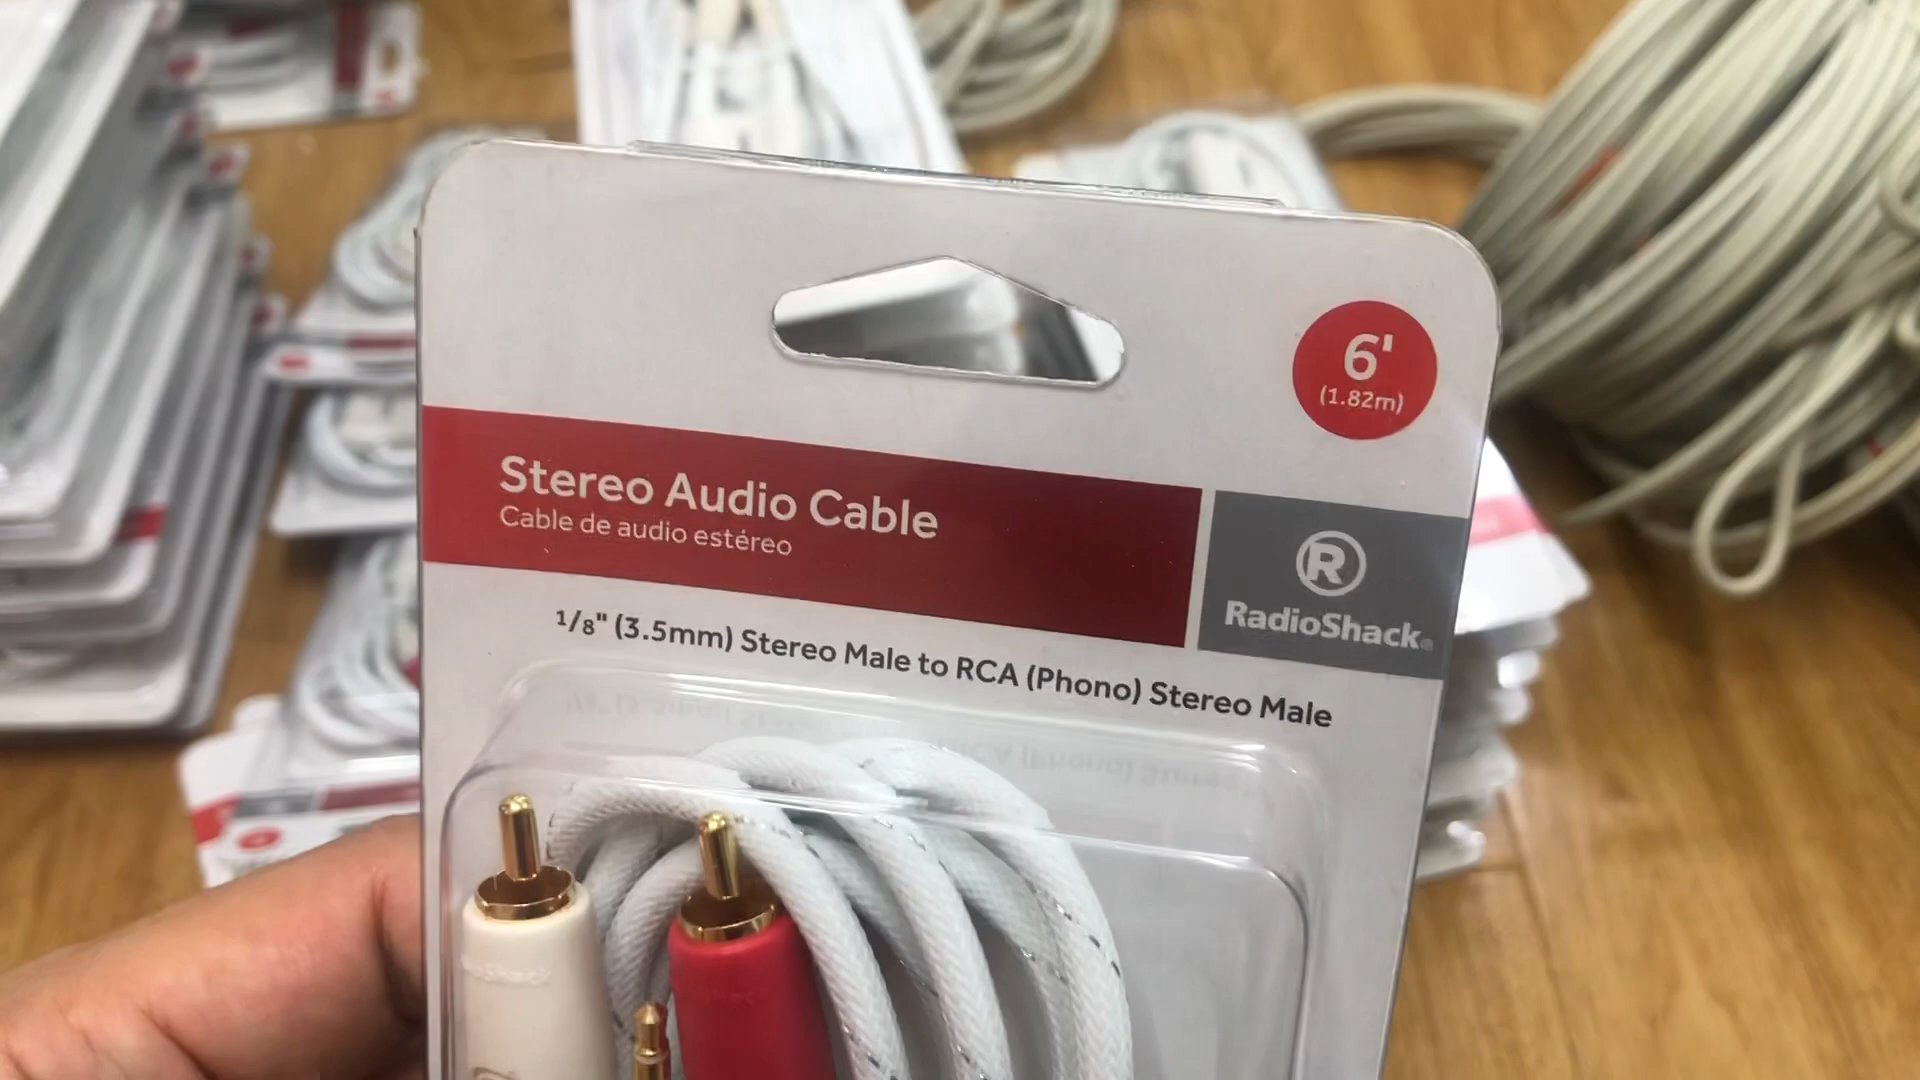 6'
(1.82m)
Stereo Audio Cable
Cable de audio estéreo
R
RadioShack®
1/8" (3.5mm) Stereo Male to RCA (Phono) Stereo Male